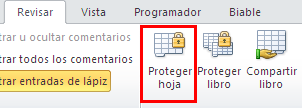 Revisar Vista Programador Biable
trar u ocultar comentarios
trar todos los comentarios
trar entradas de lápiz
Proteger hoja
Proteger libro
Compartir libro